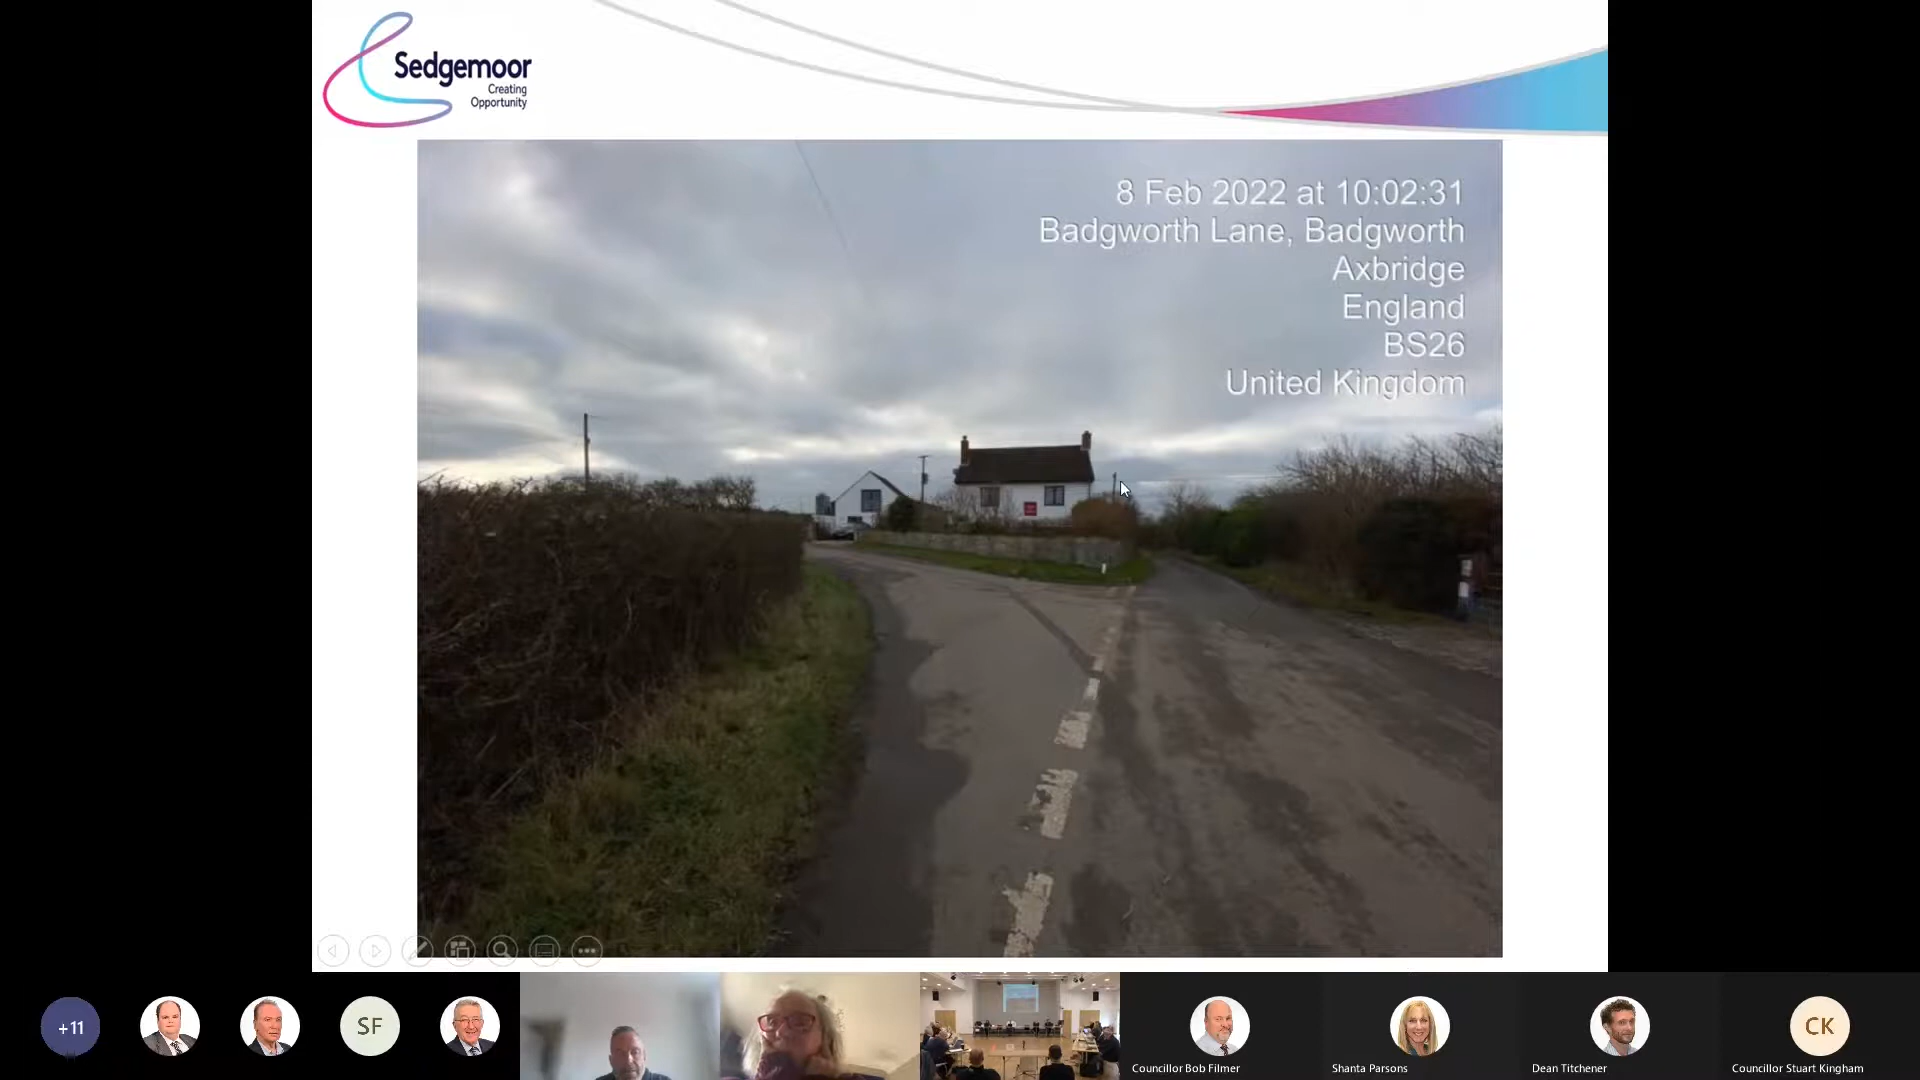 Sedgemoor
Creating
Opportunity
8 Feb 2022 at 10:02:31
Badgworth Lane, Badgworth
Axbridge
England
BS26
United Kingdom
+11
SF
CK
Councillor Bob Filmer
Shanta Parsons
Dean Titchener
Councillor Stuart Kingham